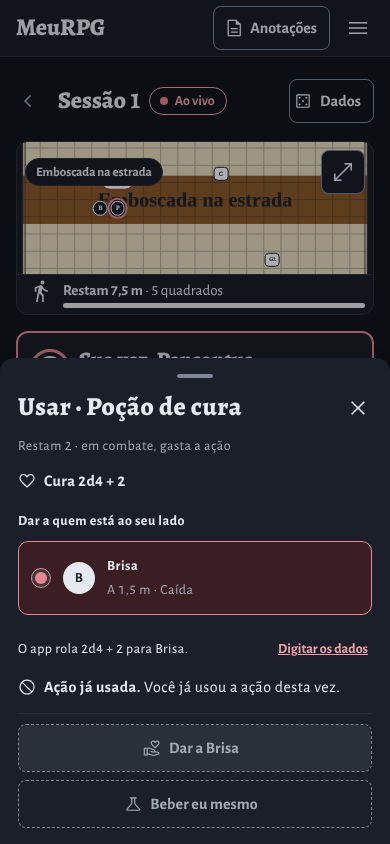 MeuRPG
Anotações
Sessão 1
Ao vivo
Dados
Emboscada na estrada
C
Emboscada na estrada
B
P
G1
Restam 7,5 m · 5 quadrados
Usar · Poção de cura
Restam 2 · em combate, gasta a ação
Cura 2d4 + 2
Dar a quem está ao seu lado
B
Brisa
A 1,5 m · Caída
O app rola 2d4 + 2 para Brisa.
Digitar os dados
Ação já usada. Você já usou a ação desta vez.
Dar a Brisa
Beber eu mesmo